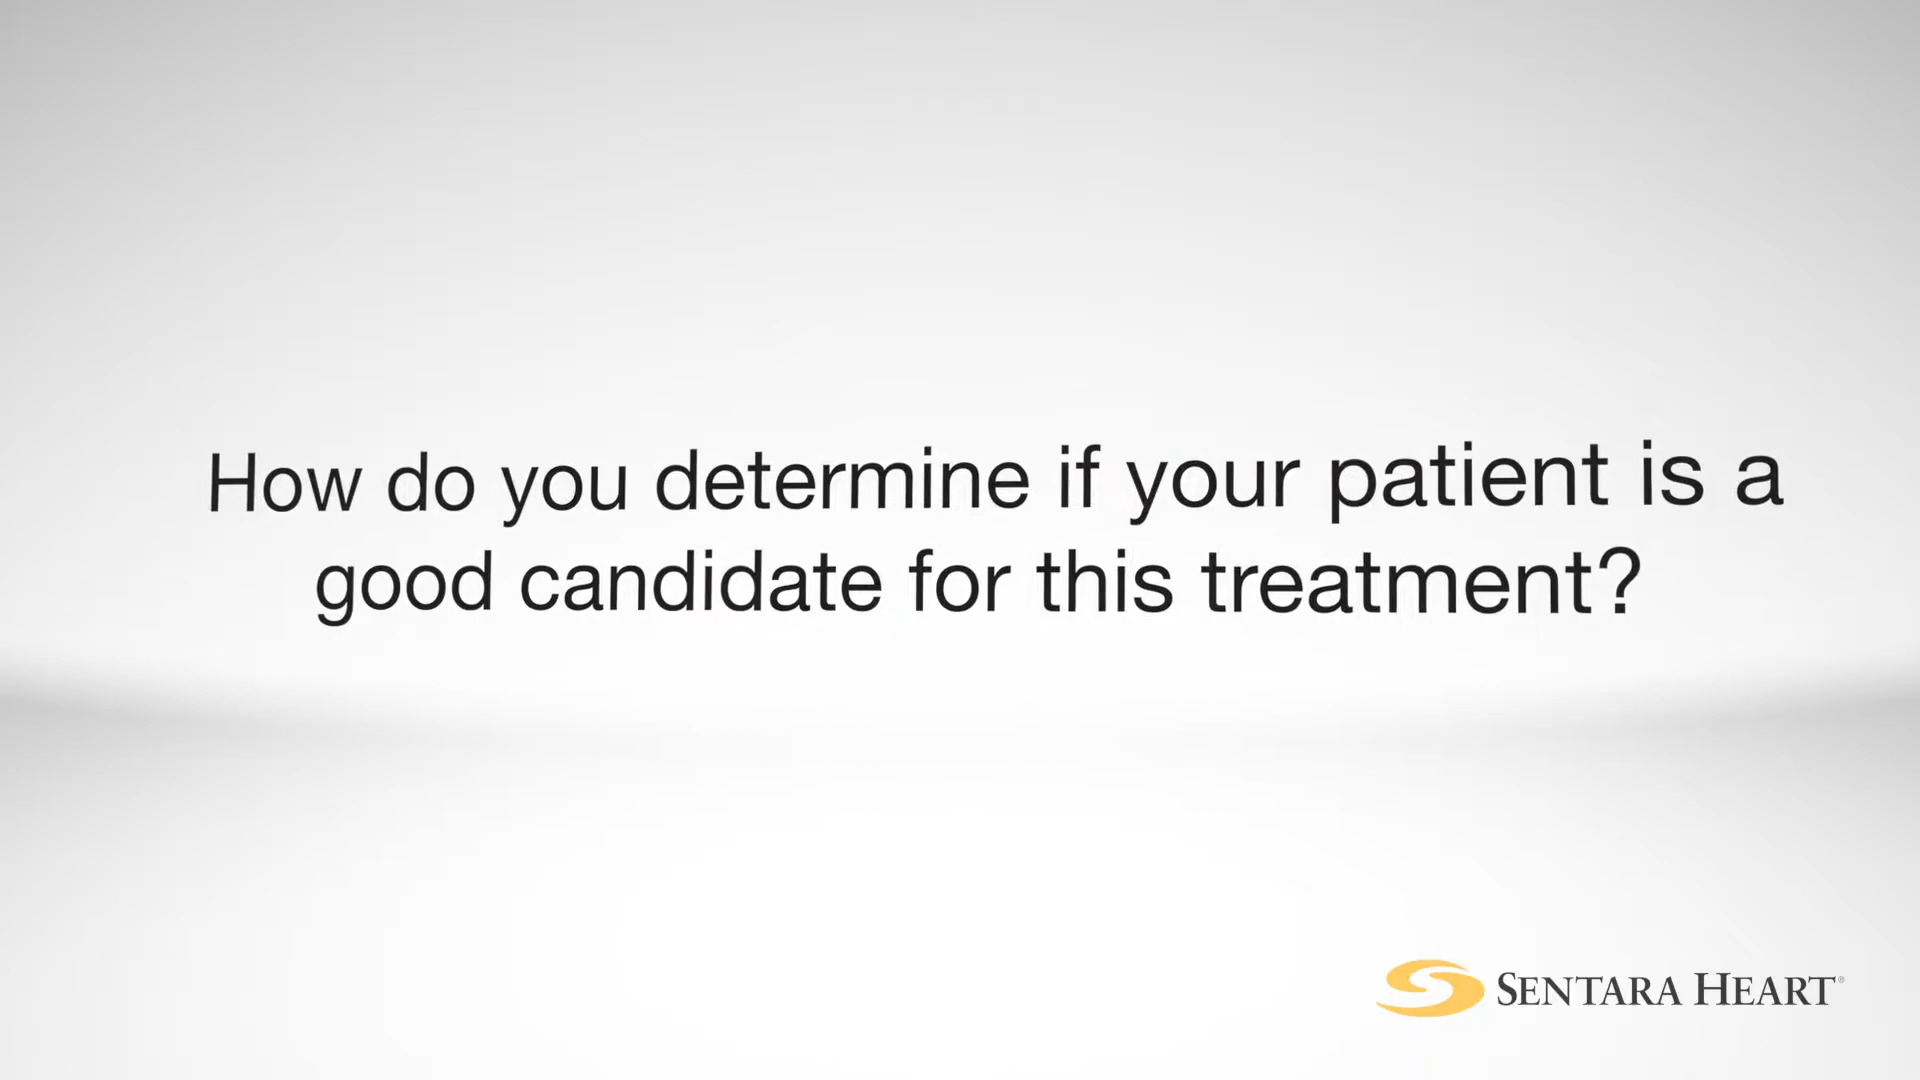 How do you determine if your patient is a
good candidate for this treatment?
SENTARA HEART®